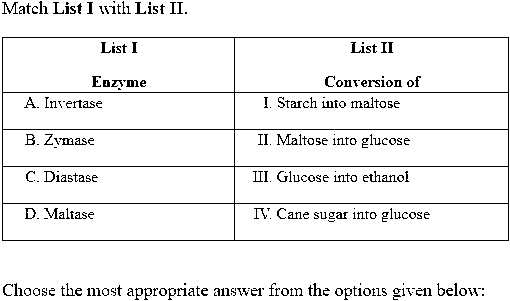 Match List I with List II.
List I List II
Enzyme Conversion of
A. Invertase I. Starch into maltose
B. Zymase II. Maltose into glucose
C. Diastase III. Glucose into ethanol
D. Maltase IV. Cane sugar into glucose
Choose the most appropriate answer from the options given below: